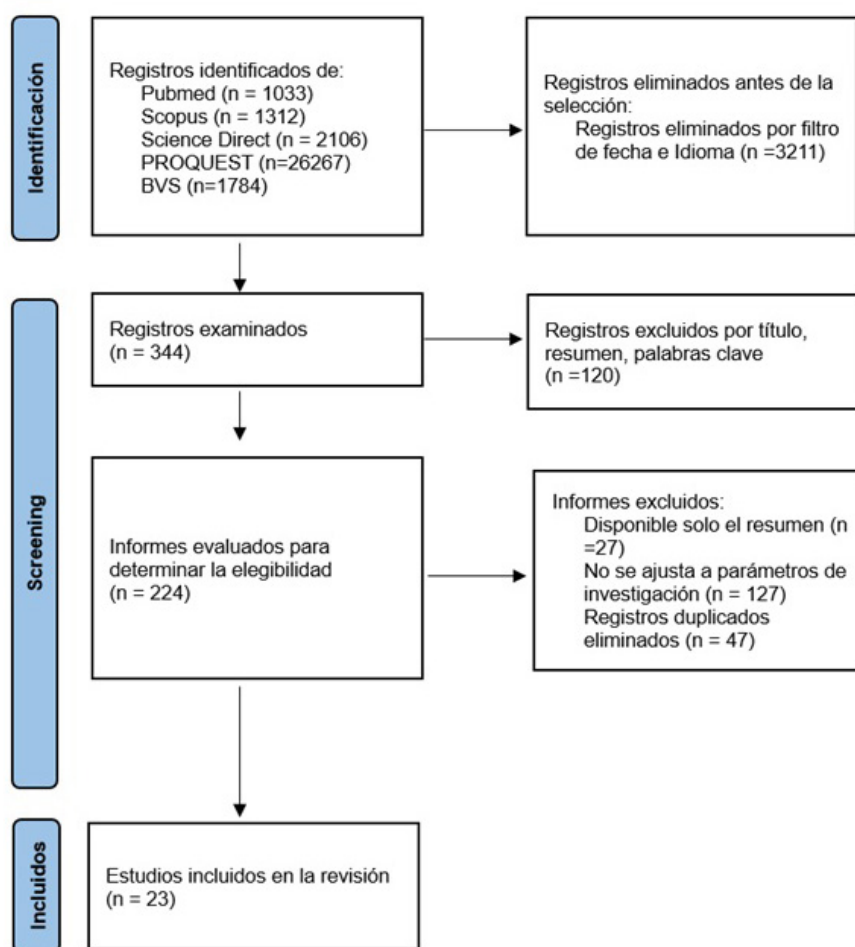 Identificación
Registros identificados de:
Pubmed (n = 1033)
Scopus (n = 1312)
Science Direct (n = 2106)
PROQUEST (n=26267)
BVS (n=1784)
Registros eliminados antes de la
selección:
Registros eliminados por filtro
de fecha e Idioma (n =3211)
Screening
Registros examinados
(n = 344)
Registros excluidos por título,
resumen, palabras clave
(n =120)
Informes evaluados para
determinar la elegibilidad
(n = 224)
Informes excluidos:
Disponible solo el resumen (n
=27)
No se ajusta a parámetros de
investigación (n = 127)
Registros duplicados
eliminados (n = 47)
Incluidos
Estudios incluidos en la revisión
(n = 23)